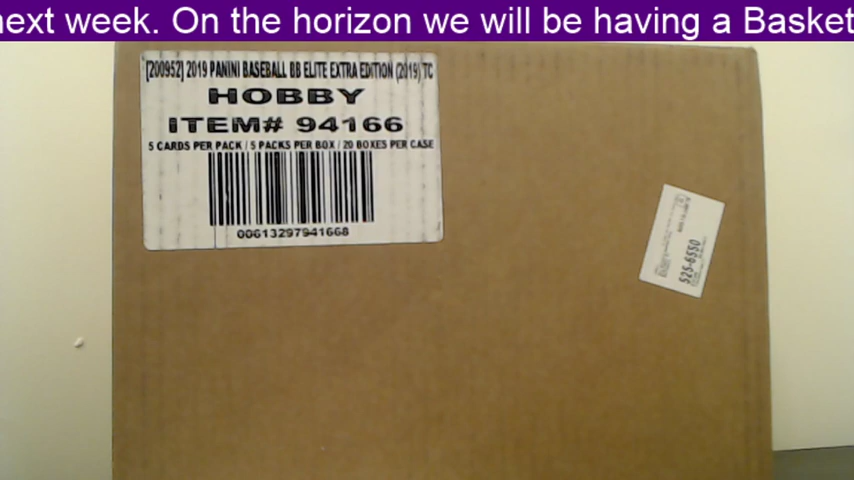 next week. On the horizon we will be having a Basket
[200952] 2019 PANINI BASEBALL BB ELITE EXTRA EDITION (2019) TC
HOBBY
ITEM# 94166
5 CARDS PER PACK / 5 PACKS PER BOX / 20 BOXES PER CASE
00613297941668
525-6550